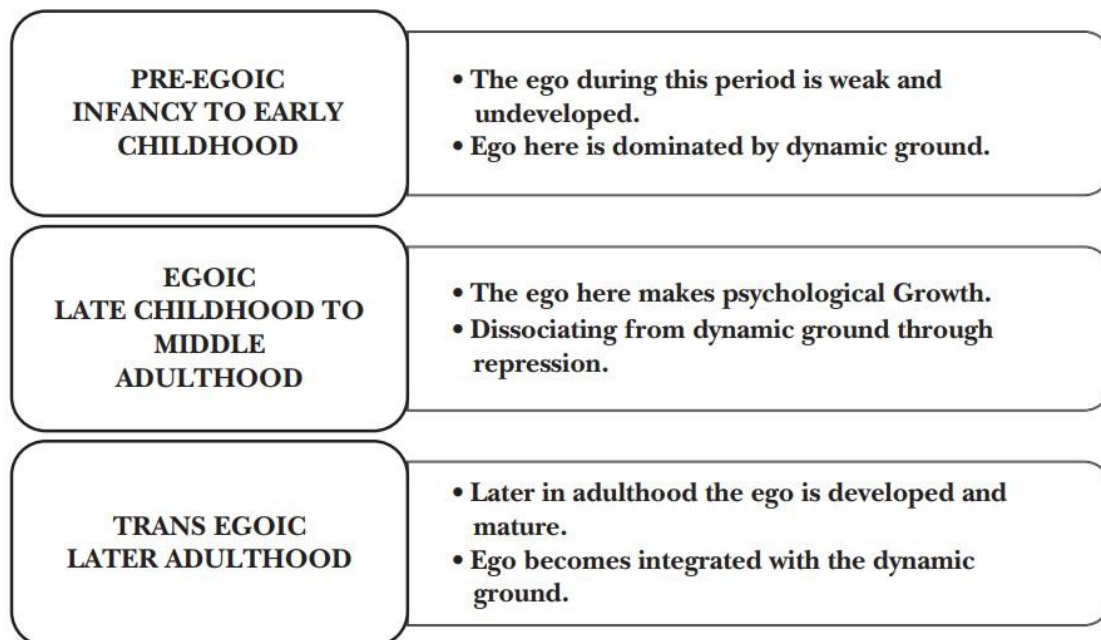 PRE-EGOIC
INFANCY TO EARLY
CHILDHOOD
• The ego during this period is weak and
undeveloped.
• Ego here is dominated by dynamic ground.
EGOIC
LATE CHILDHOOD TO
MIDDLE
ADULTHOOD
• The ego here makes psychological Growth.
• Dissociating from dynamic ground through
repression.
TRANS EGOIC
LATER ADULTHOOD
• Later in adulthood the ego is developed and
mature.
• Ego becomes integrated with the dynamic
ground.